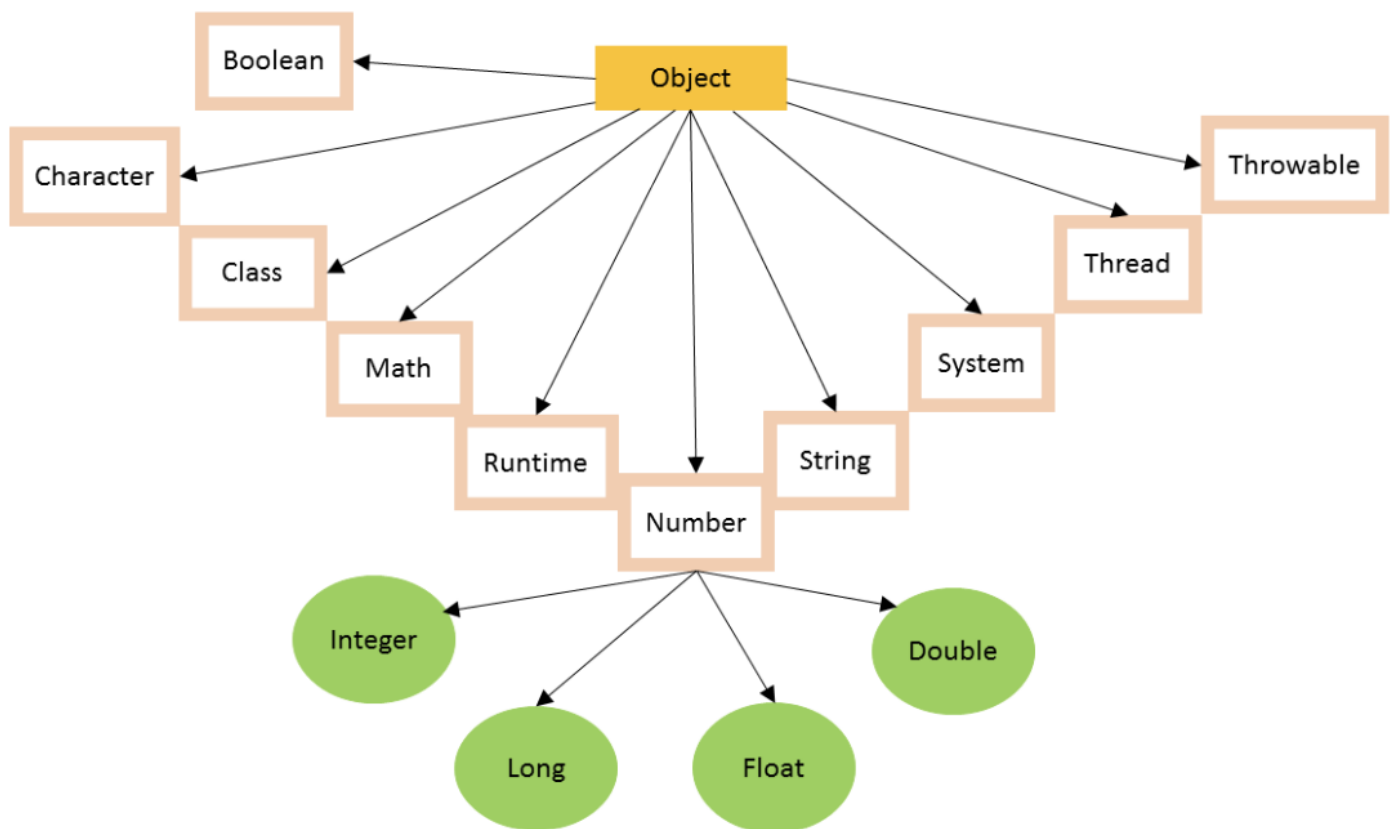 Boolean
Object
Character
Throwable
Class
Thread
Math
System
Runtime
String
Number
Integer
Double
Long
Float